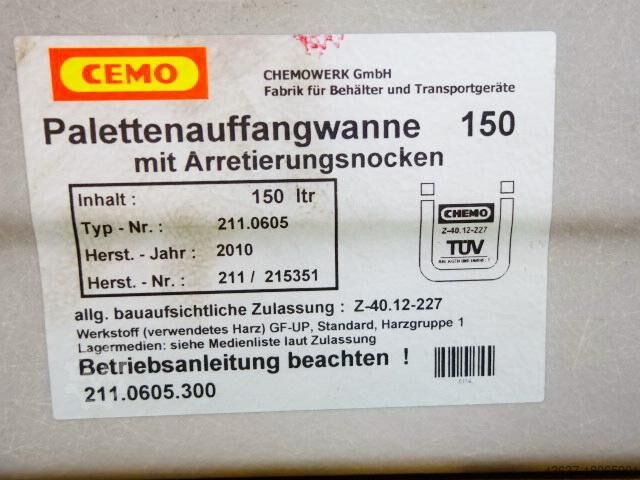 CEMO
CHEMOWERK GmbH
Fabrik für Behälter und Transportgeräte
Palettenauffangwanne 150
mit Arretierungsnocken
Inhalt : 150 ltr
Typ - Nr. : 211.0605
Herst. - Jahr : 2010
Herst. - Nr. : 211 / 215351
CHEMO
Z-40.12-227
TÜV
allg. bauaufsichtliche Zulassung : Z-40.12-227
Werkstoff (verwendetes Harz) GF-UP, Standard, Harzgruppe 1
Lagermedien: siehe Medienliste laut Zulassung
Betriebsanleitung beachten !
211.0605.300